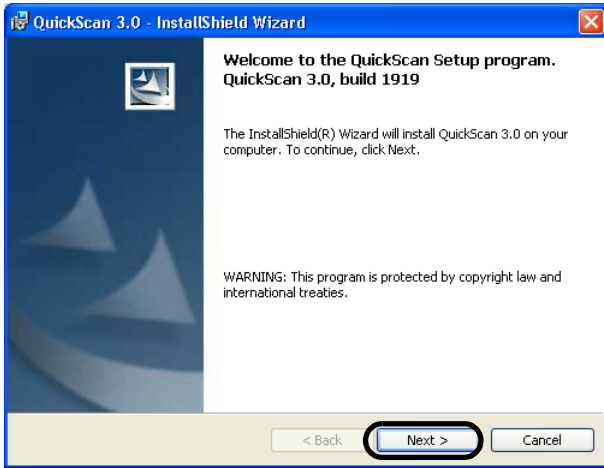 QuickScan 3.0 - InstallShield Wizard
Welcome to the QuickScan Setup program.
QuickScan 3.0, build 1919
The InstallShield(R) Wizard will install QuickScan 3.0 on your
computer. To continue, click Next.
WARNING: This program is protected by copyright law and
international treaties.
< Back
Next >
Cancel